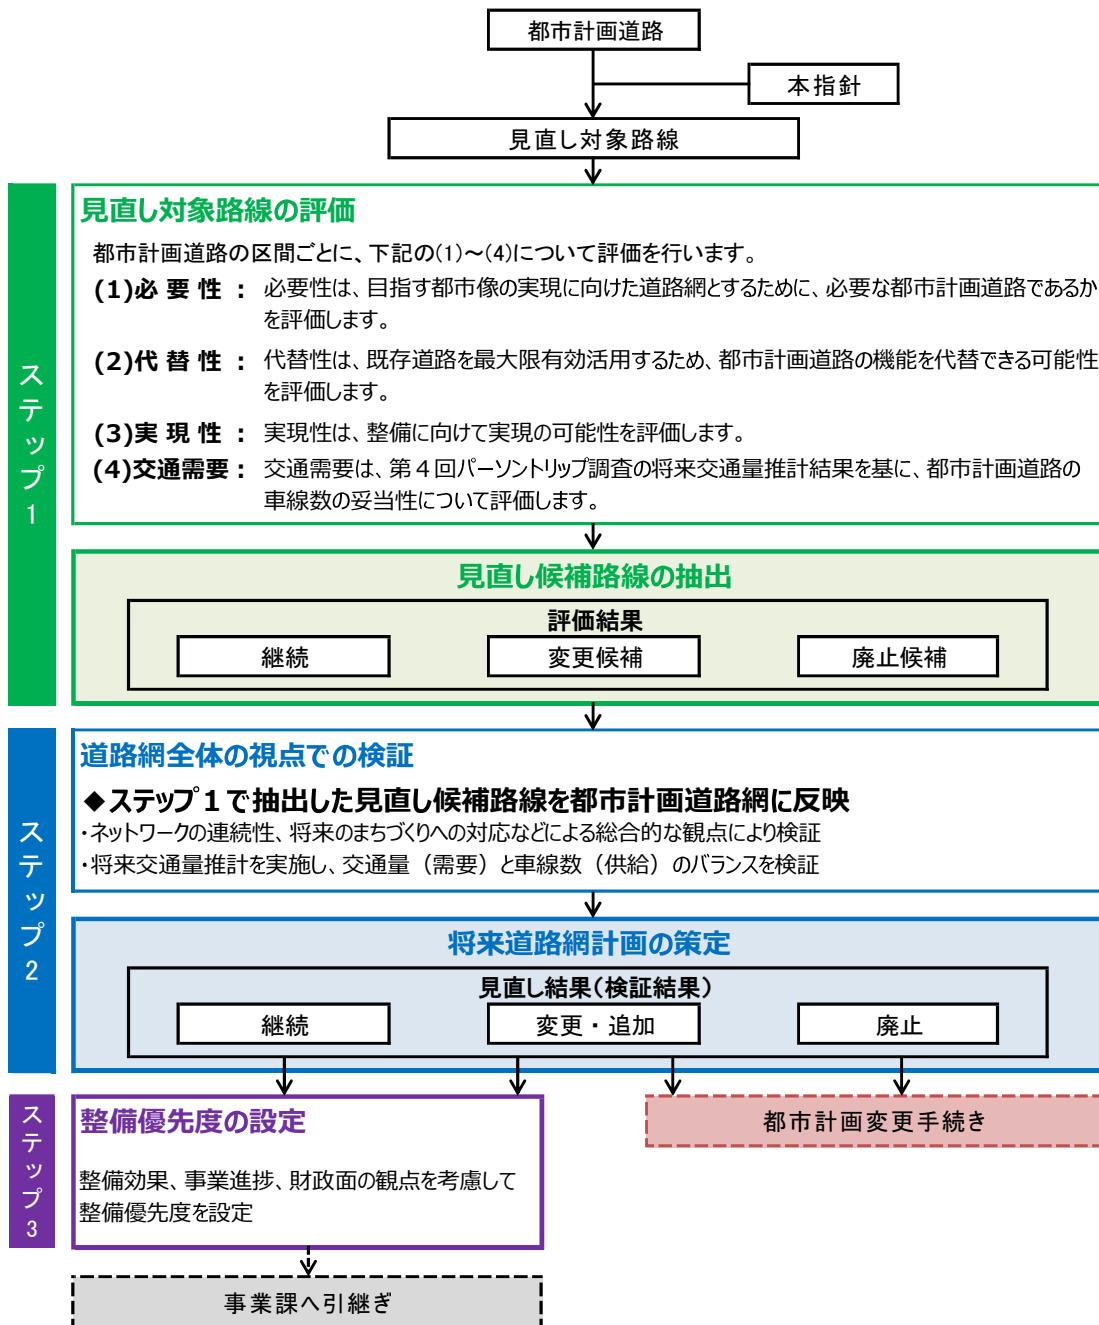 都市計画道路
本指針
見直し対象路線
ステップ1
見直し対象路線の評価
都市計画道路の区間ごとに、下記の(1)～(4)について評価を行います。
(1)必要性： 必要性は、目指す都市像の実現に向けた道路網とするために、必要な都市計画道路であるか
を評価します。
(2)代替性： 代替性は、既存道路を最大限有効活用するため、都市計画道路の機能を代替できる可能性
を評価します。
(3)実現性： 実現性は、整備に向けて実現の可能性を評価します。
(4)交通需要： 交通需要は、第４回パーソントリップ調査の将来交通量推計結果を基に、都市計画道路の
車線数の妥当性について評価します。
見直し候補路線の抽出
評価結果
継続 変更候補 廃止候補
ステップ2
道路網全体の視点での検証
◆ステップ１で抽出した見直し候補路線を都市計画道路網に反映
・ネットワークの連続性、将来のまちづくりへの対応などによる総合的な観点により検証
・将来交通量推計を実施し、交通量（需要）と車線数（供給）のバランスを検証
将来道路網計画の策定
見直し結果（検証結果）
継続 変更・追加 廃止
ステップ3
整備優先度の設定
整備効果、事業進捗、財政面の観点を考慮して
整備優先度を設定
都市計画変更手続き
事業課へ引継ぎ